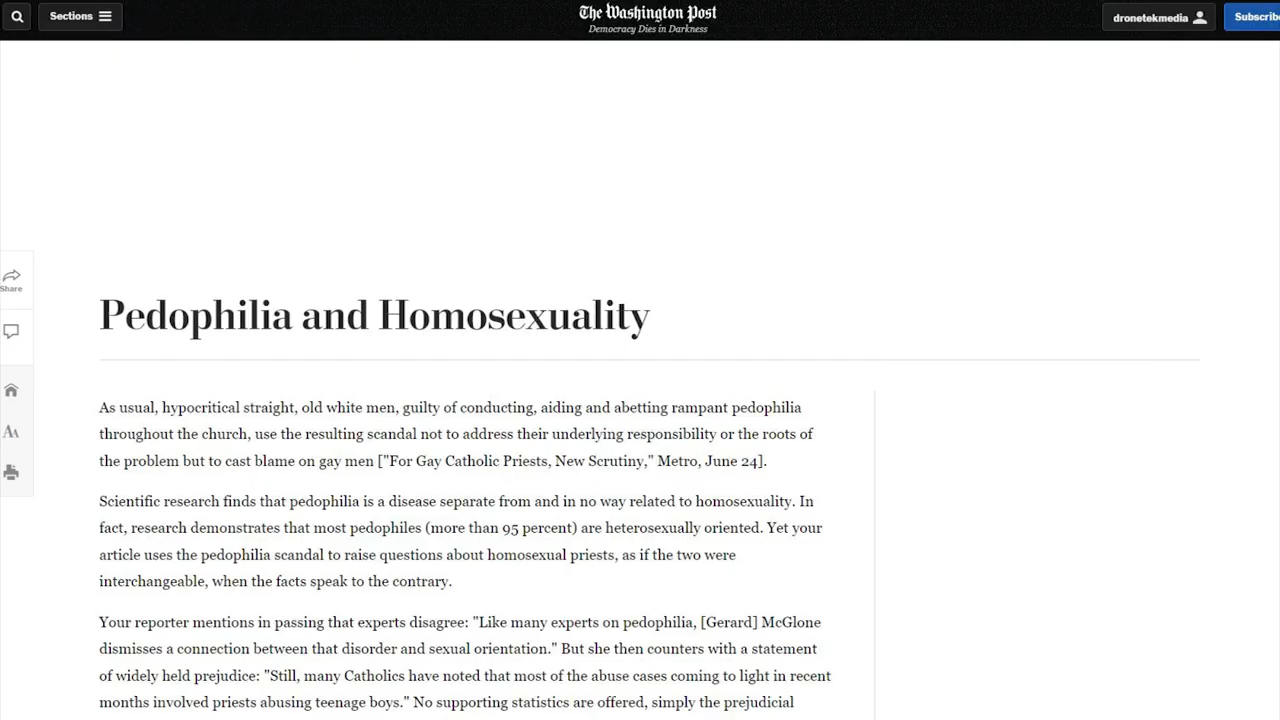 Sections
The Washington Post
Democracy Dies in Darkness
dronetekmedia
Subscribe
Share
Pedophilia and Homosexuality
As usual, hypocritical straight, old white men, guilty of conducting, aiding and abetting rampant pedophilia
throughout the church, use the resulting scandal not to address their underlying responsibility or the roots of
the problem but to cast blame on gay men ["For Gay Catholic Priests, New Scrutiny," Metro, June 24].
Scientific research finds that pedophilia is a disease separate from and in no way related to homosexuality. In
fact, research demonstrates that most pedophiles (more than 95 percent) are heterosexually oriented. Yet your
article uses the pedophilia scandal to raise questions about homosexual priests, as if the two were
interchangeable, when the facts speak to the contrary.
Your reporter mentions in passing that experts disagree: "Like many experts on pedophilia, [Gerard] McGlone
dismisses a connection between that disorder and sexual orientation." But she then counters with a statement
of widely held prejudice: "Still, many Catholics have noted that most of the abuse cases coming to light in recent
months involved priests abusing teenage boys." No supporting statistics are offered, simply the prejudicial
AA